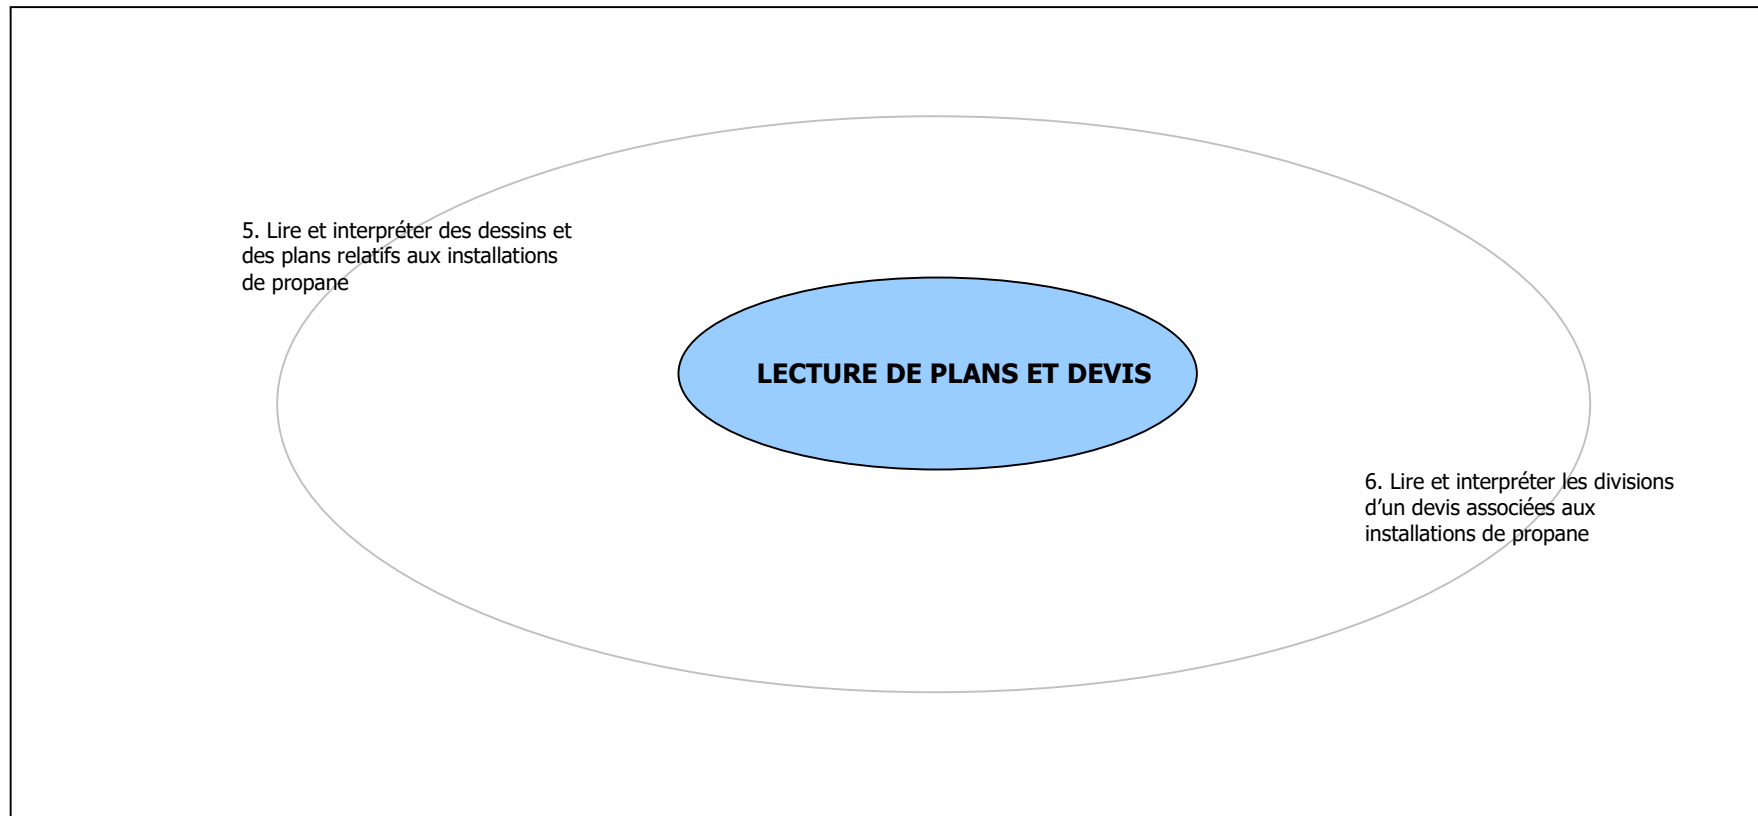 5. Lire et interpréter des dessins et
des plans relatifs aux installations
de propane
LECTURE DE PLANS ET DEVIS
6. Lire et interpréter les divisions
d’un devis associées aux
installations de propane